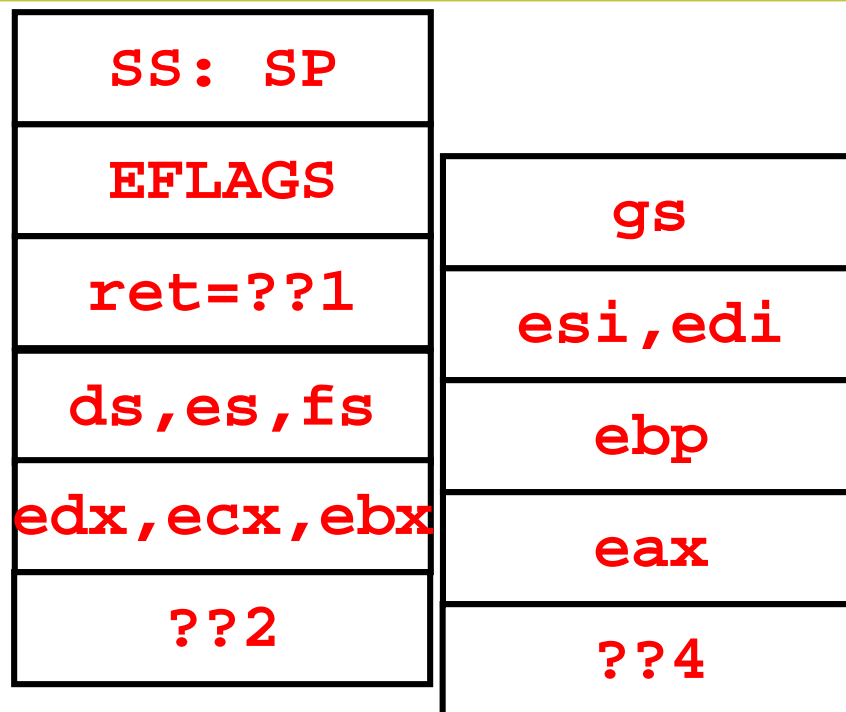 SS: SP
EFLAGS
ret=??1
ds,es,fs
edx,ecx,ebx
??2
gs
esi,edi
ebp
eax
??4